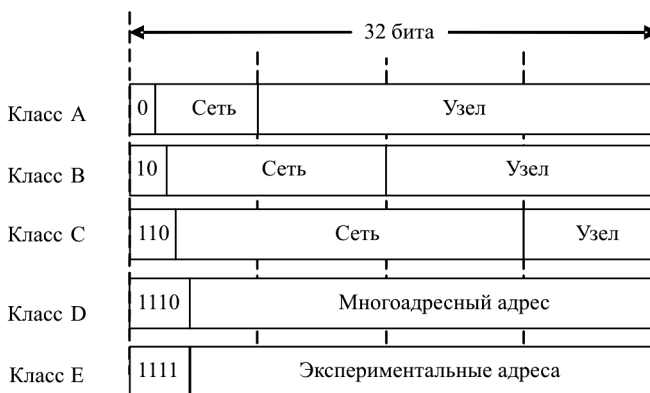 32 бита
Класс A 0 Сеть Узел
Класс B 10 Сеть Узел
Класс C 110 Сеть Узел
Класс D 1110 Многоадресный адрес
Класс E 1111 Экспериментальные адреса